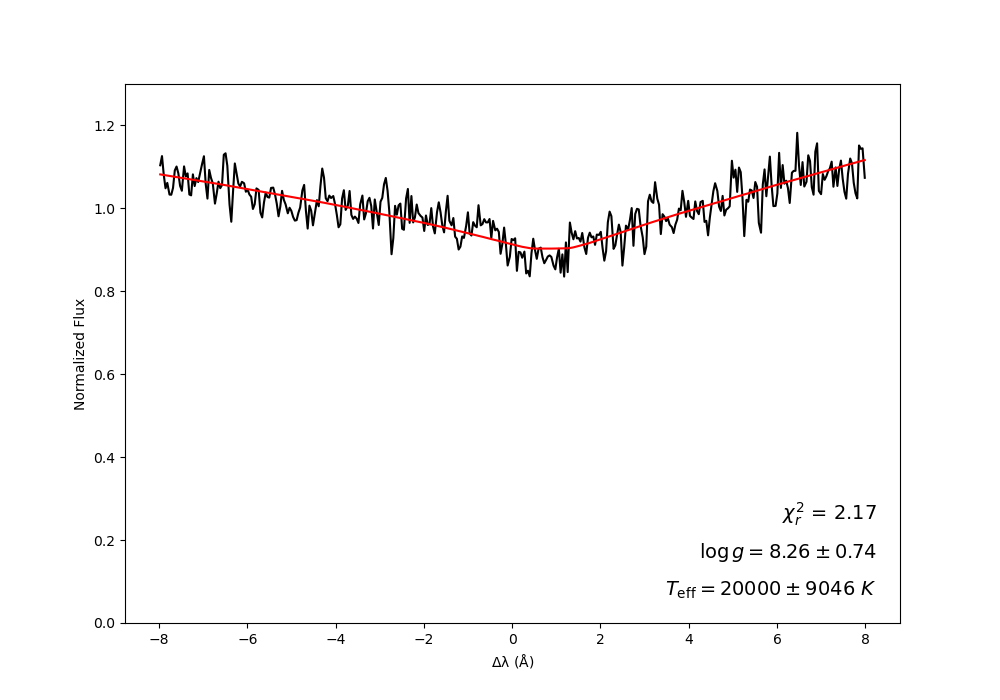 1.2
1.0
0.8
0.6
0.4
0.2
0.0
Normalized Flux
χ²ᵣ = 2.17
log g = 8.26 ± 0.74
T_eff = 20000 ± 9046 K
−8 −6 −4 −2 0 2 4 6 8
Δλ (Å)